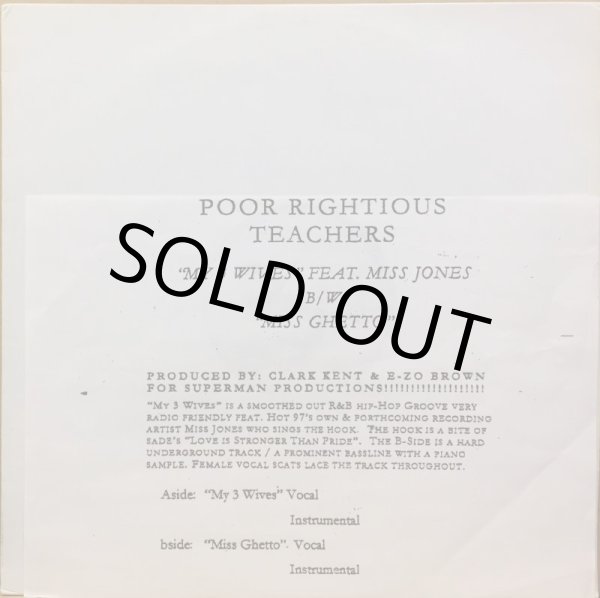 POOR RIGHTIOUS
TEACHERS
"MY 3 WIVES" FEAT. MISS JONES
B/W
"MISS GHETTO"
SOLD OUT
PRODUCED BY: CLARK KENT & E-ZO BROWN
FOR SUPERMAN PRODUCTIONS!!!!!!!!!!!!!!!!!!!!
"MY 3 WIVES" IS A SMOOTHED OUT R&B HIP-HOP GROOVE VERY
RADIO FRIENDLY FEAT. HOT 97'S OWN & FORTHCOMING RECORDING
ARTIST MISS JONES WHO SINGS THE HOOK. THE HOOK IS A BITE OF
SADE'S "LOVE IS STRONGER THAN PRIDE". THE B-SIDE IS A HARD
UNDERGROUND TRACK / A PROMINENT BASSLINE WITH A PIANO
SAMPLE. FEMALE VOCAL SCATS LACE THE TRACK THROUGHOUT.
Aside: "My 3 Wives" Vocal
Instrumental
bside: "Miss Ghetto". Vocal
Instrumental